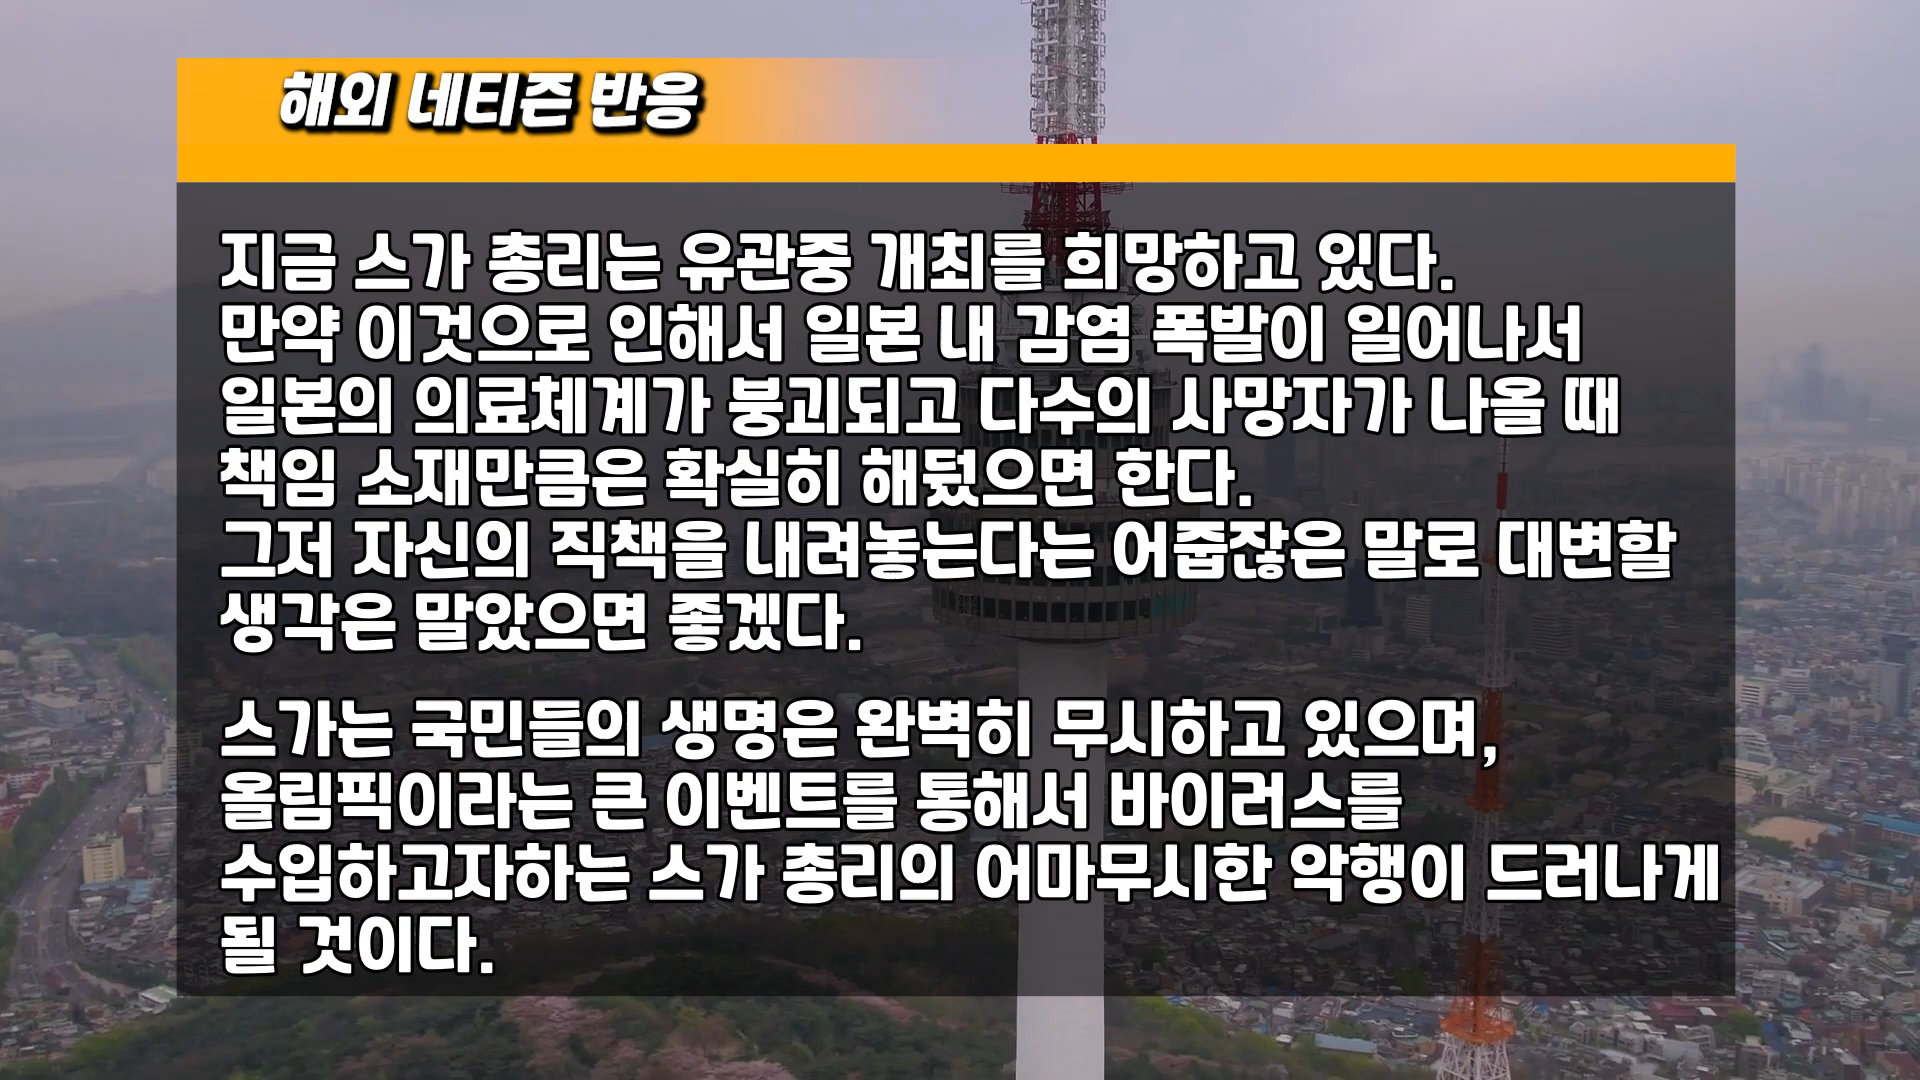 해외 네티즌 반응
지금 스가 총리는 유관중 개최를 희망하고 있다.
만약 이것으로 인해서 일본 내 감염 폭발이 일어나서
일본의 의료체계가 붕괴되고 다수의 사망자가 나올 때
책임 소재만큼은 확실히 해뒀으면 한다.
그저 자신의 직책을 내려놓는다는 어줍잖은 말로 대변할
생각은 말았으면 좋겠다.
스가는 국민들의 생명은 완벽히 무시하고 있으며,
올림픽이라는 큰 이벤트를 통해서 바이러스를
수입하고자하는 스가 총리의 어마무시한 악행이 드러나게
될 것이다.